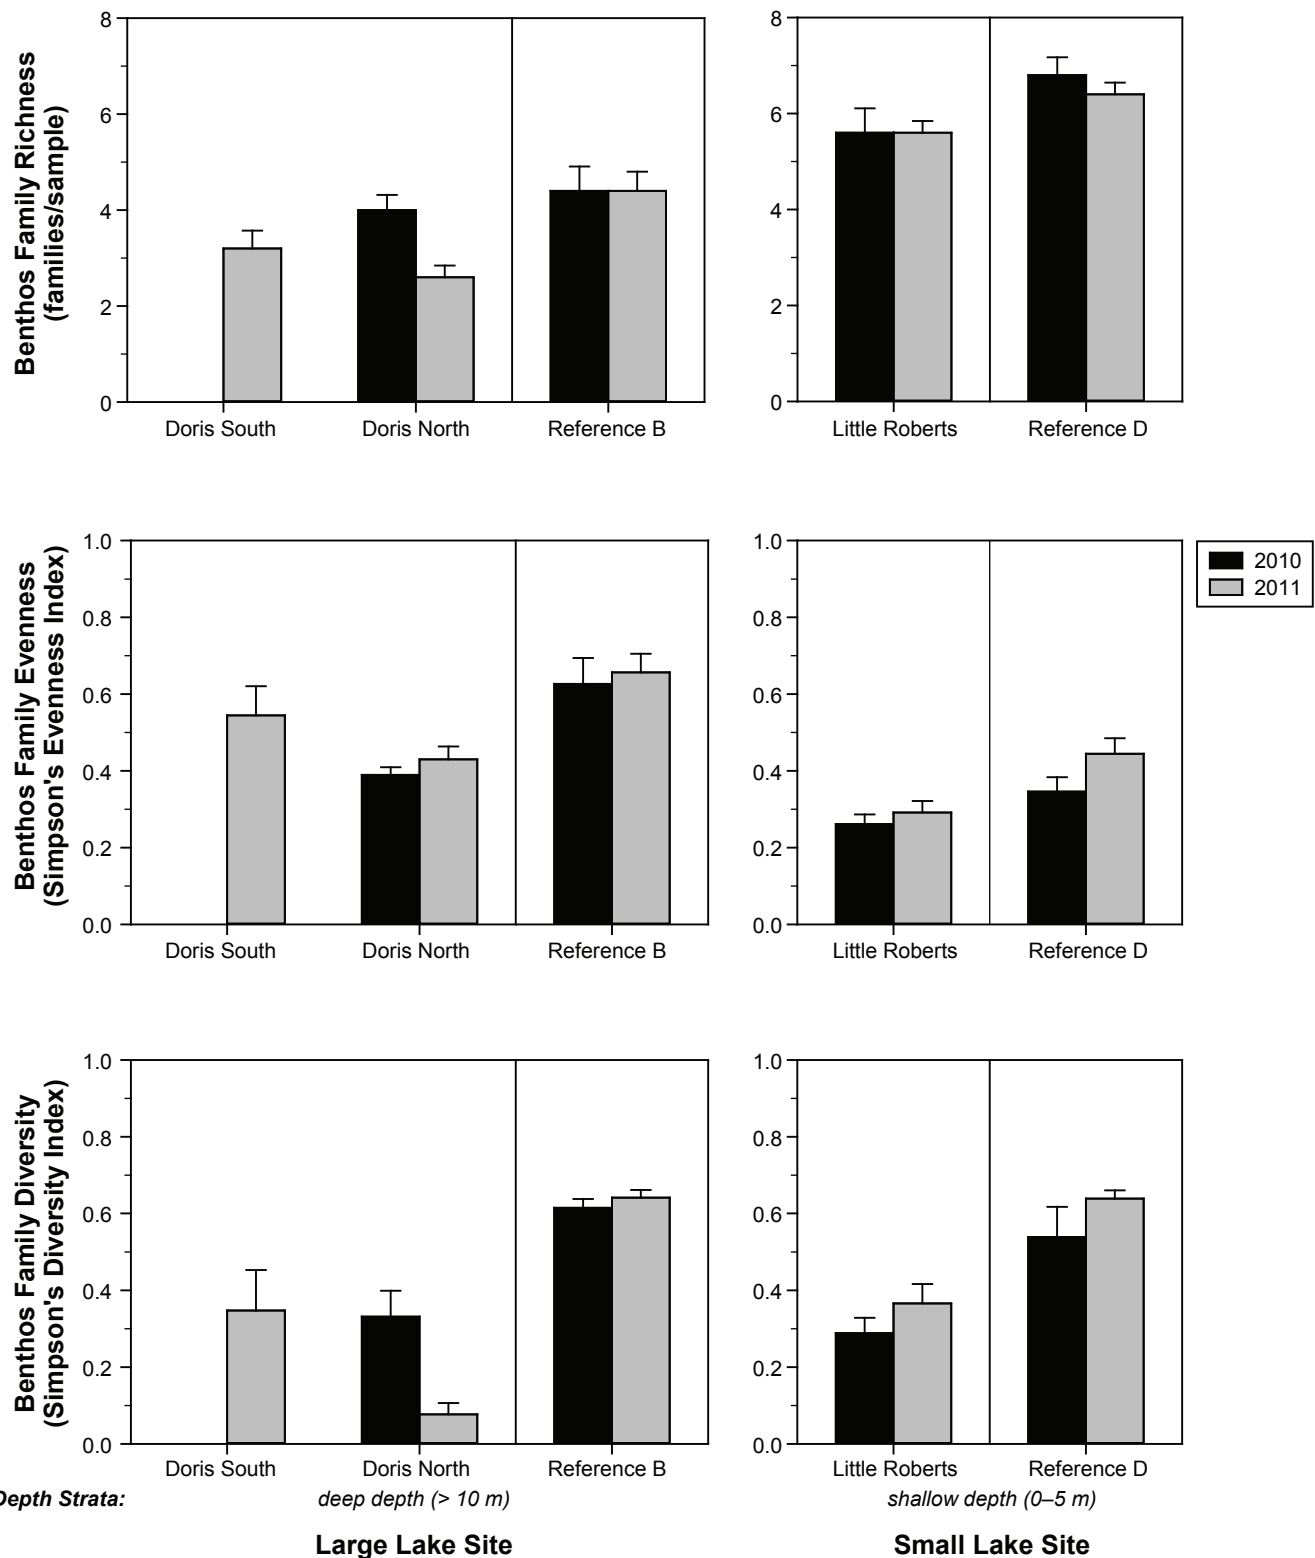 Benthos Family Richness
(families/sample)
8
6
4
2
0
Doris South
Doris North
Reference B
8
6
4
2
0
Little Roberts
Reference D
Benthos Family Evenness
(Simpson's Evenness Index)
1.0
0.8
0.6
0.4
0.2
0.0
Doris South
Doris North
Reference B
1.0
0.8
0.6
0.4
0.2
0.0
Little Roberts
Reference D
2010
2011
Benthos Family Diversity
(Simpson's Diversity Index)
1.0
0.8
0.6
0.4
0.2
0.0
Doris South
Doris North
Reference B
1.0
0.8
0.6
0.4
0.2
0.0
Little Roberts
Reference D
Depth Strata:
deep depth (> 10 m)
shallow depth (0–5 m)
Large Lake Site
Small Lake Site